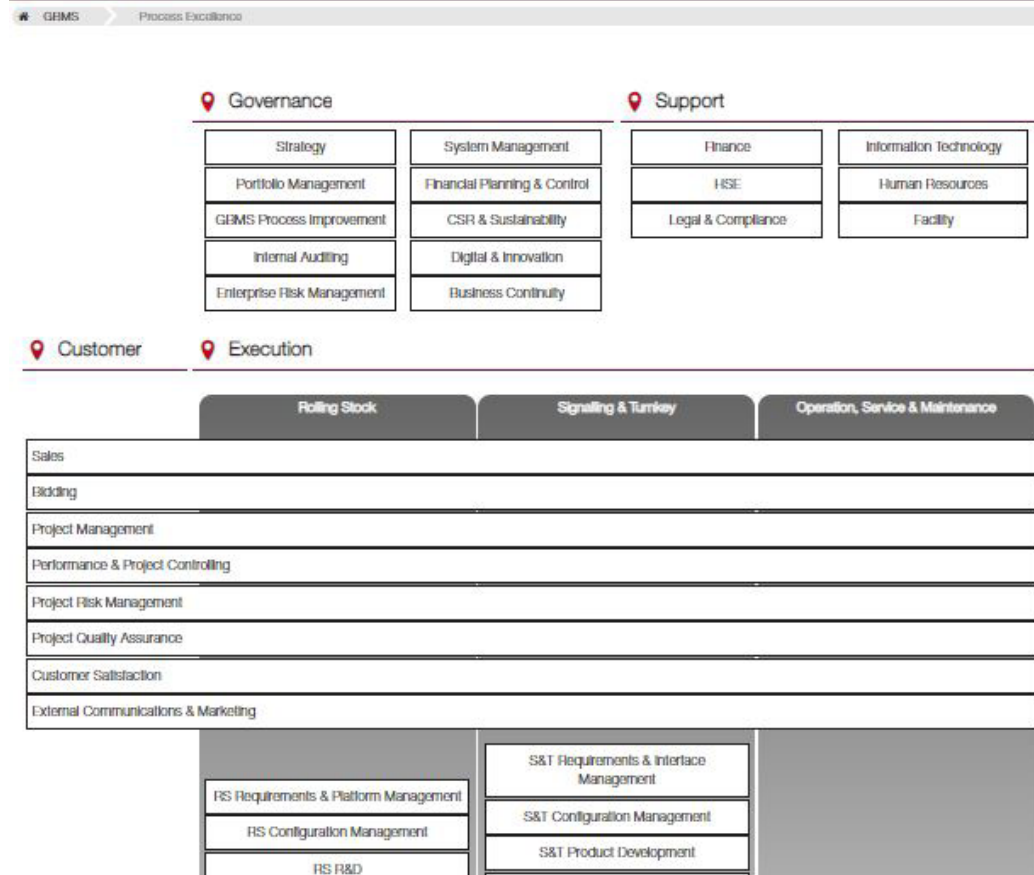 GBMS Process Excellence
Governance
Support
Strategy
System Management
Finance
Information Technology
Portfolio Management
Financial Planning & Control
HSE
Human Resources
GBMS Process Improvement
CSR & Sustainability
Legal & Compliance
Facility
Internal Auditing
Digital & Innovation
Enterprise Risk Management
Business Continuity
Customer
Execution
Rolling Stock
Signalling & Turnkey
Operation, Service & Maintenance
Sales
Bidding
Project Management
Performance & Project Controlling
Project Risk Management
Project Quality Assurance
Customer Satisfaction
External Communications & Marketing
S&T Requirements & Interface
Management
RS Requirements & Platform Management
S&T Configuration Management
RS Configuration Management
S&T Product Development
RS R&D